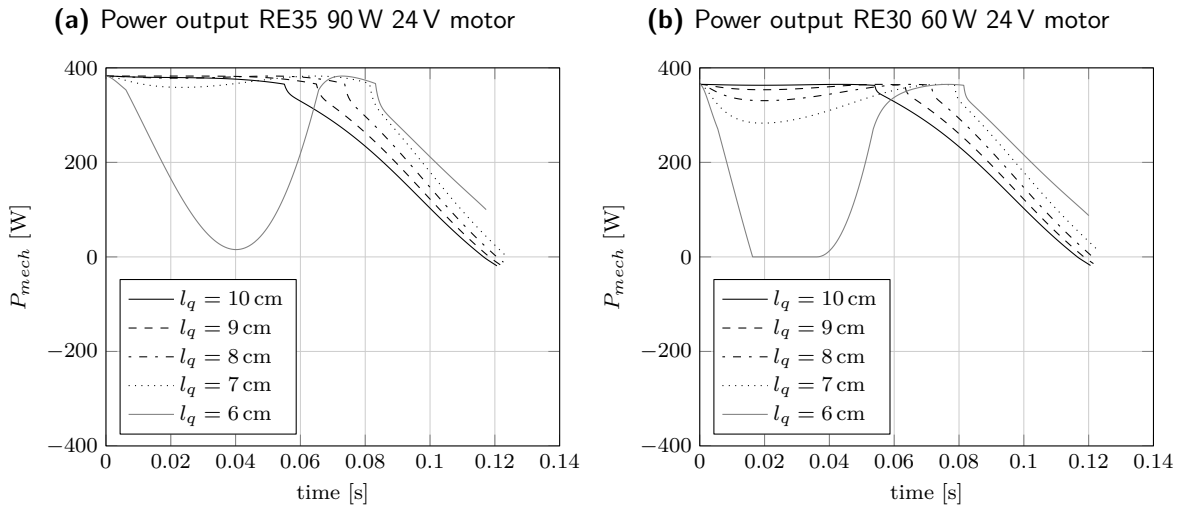 (a) Power output RE35 90 W 24 V motor
400
200
0
−200
−400
P_mech [W]
l_q = 10 cm
l_q = 9 cm
l_q = 8 cm
l_q = 7 cm
l_q = 6 cm
0 0.02 0.04 0.06 0.08 0.1 0.12 0.14
time [s]
(b) Power output RE30 60 W 24 V motor
400
200
0
−200
−400
P_mech [W]
l_q = 10 cm
l_q = 9 cm
l_q = 8 cm
l_q = 7 cm
l_q = 6 cm
0 0.02 0.04 0.06 0.08 0.1 0.12 0.14
time [s]